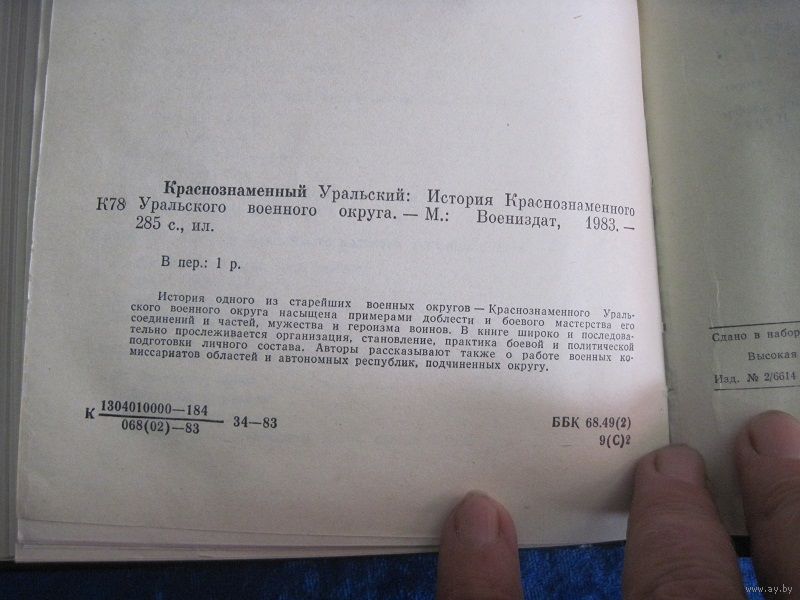 Краснознаменный Уральский: История Краснознаменного
К78 Уральского военного округа. — М.: Воениздат, 1983. —
285 с., ил.
В пер.: 1 р.
История одного из старейших военных округов — Краснознаменного Ураль-
ского военного округа насыщена примерами доблести и боевого мастерства его
соединений и частей, мужества и героизма воинов. В книге широко и последова-
тельно прослеживается организация, становление, практика боевой и политической
подготовки личного состава. Авторы рассказывают также о работе военных ко-
миссариатов областей и автономных республик, подчиненных округу.
К 1304010000—184
068(02)—83 34—83
ББК 68.49(2)
9(С)2
Сдано в набор
Высокая
Изд. № 2/6614
www.ay.by